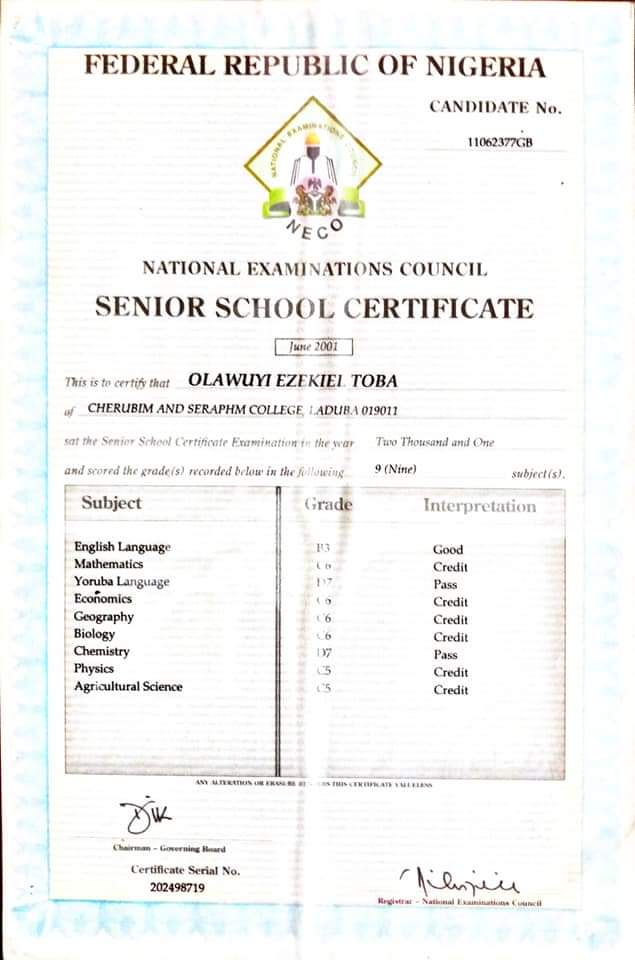 FEDERAL REPUBLIC OF NIGERIA
CANDIDATE No.
11062377GB
NATIONAL EXAMINATIONS COUNCIL
NECO
NATIONAL EXAMINATIONS COUNCIL
SENIOR SCHOOL CERTIFICATE
June 2001
This is to certify that OLAWUYI EZEKIEL TOBA
of CHERUBIM AND SERAPHM COLLEGE, LADUBA 019011
sat the Senior School Certificate Examination in the year Two Thousand and One
and scored the grade(s) recorded below in the following 9 (Nine) subject(s).
Subject Grade Interpretation
English Language B3 Good
Mathematics C6 Credit
Yoruba Language D7 Pass
Economics C6 Credit
Geography C6 Credit
Biology C6 Credit
Chemistry D7 Pass
Physics C5 Credit
Agricultural Science C5 Credit
ANY ALTERATION OR ERASURE THIS CERTIFICATE VALUELESS
Chairman - Governing Board
Certificate Serial No.
202498719
Registrar - National Examinations Council